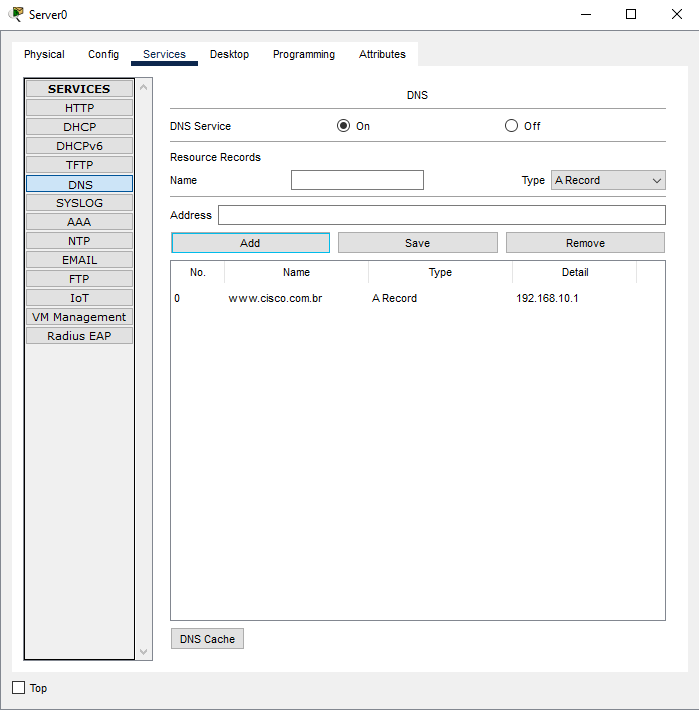 Server0
Physical Config Services Desktop Programming Attributes
SERVICES
HTTP
DHCP
DHCPv6
TFTP
DNS
SYSLOG
AAA
NTP
EMAIL
FTP
IoT
VM Management
Radius EAP
DNS
DNS Service On Off
Resource Records
Name Type A Record
Address
Add Save Remove
No. Name Type Detail
0 www.cisco.com.br A Record 192.168.10.1
DNS Cache
Top